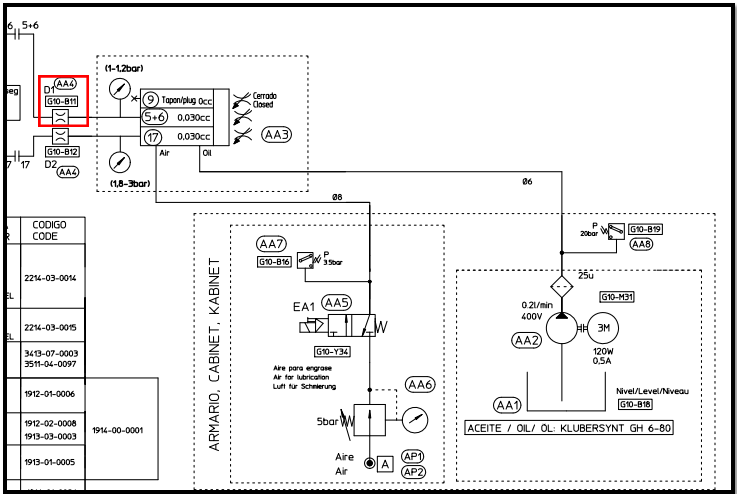 6 5+6
seg
(1-1,2bar)
AA4
D1
G10-B11
9 Tapon/plug 0cc
5+6 0,030cc
17 0,030cc
Cerrado
Closed
AA3
Air Oil
G10-B12
D2 AA4
7 17
(1,8-3bar)
Ø8
Ø6
CODIGO
CODE
2214-03-0014
EL
2214-03-0015
EL
3413-07-0003
3511-04-0097
1912-01-0006
1912-02-0008
1913-03-0003
1914-00-0001
1913-01-0005
ARMARIO, CABINET, KABINET
AA7
G10-B16
P
3.5bar
EA1 AA5
G10-Y34
Aire para engrase
Air for lubrication
Luft für Schmierung
AA6
5bar
Aire
Air
A
AP1
AP2
P
20bar
G10-B19
AA8
25u
G10-M31
0.2l/min
400V
AA2
3M
120W
0,5A
Nivel/Level/Niveau
G10-B18
AA1
ACEITE / OIL/ OL: KLUBERSYNT GH 6-80